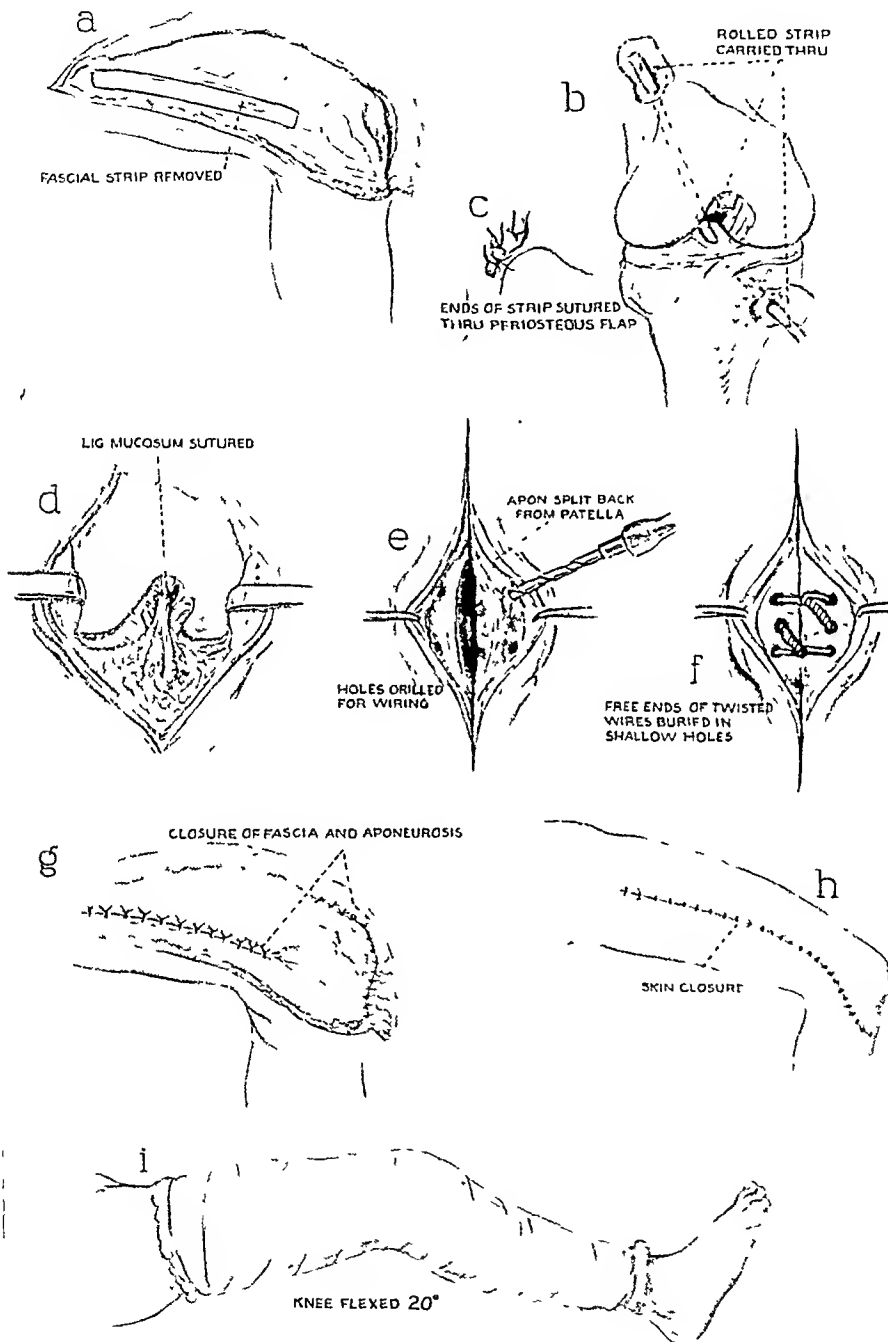 a
FASCIAL STRIP REMOVED
b
ROLLED STRIP
CARRIED THRU
c
ENDS OF STRIP SUTURED
THRU PERIOSTEOUS FLAP
d
LIG MUCOSUM SUTURED
e
APON SPLIT BACK
FROM PATELLA
HOLES DRILLED
FOR WIRING
f
FREE ENDS OF TWISTED
WIRES BURIED IN
SHALLOW HOLES
g
CLOSURE OF FASCIA AND APONEUROSIS
h
SKIN CLOSURE
i
KNEE FLEXED 20°